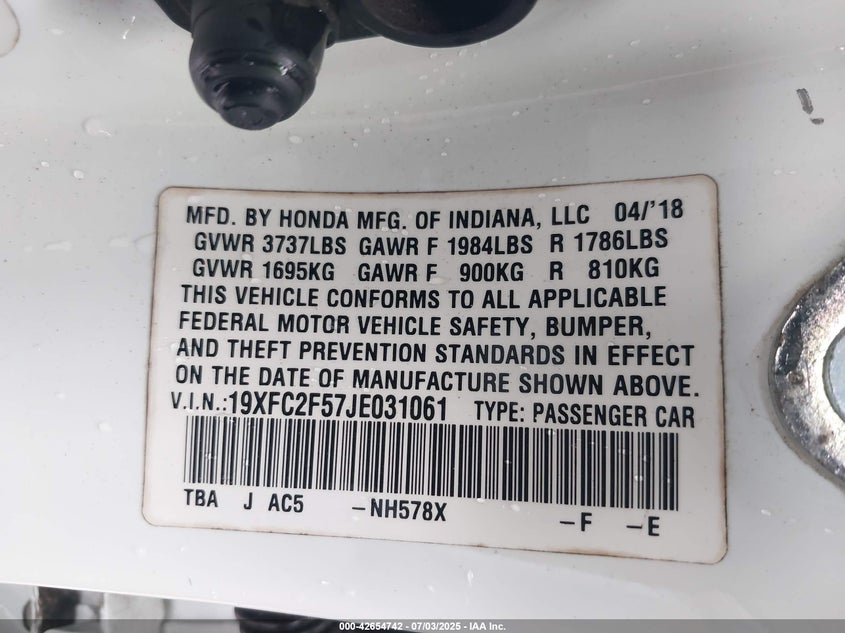 MFD. BY HONDA MFG. OF INDIANA, LLC 04/'18
GVWR 3737LBS GAWR F 1984LBS R 1786LBS
GVWR 1695KG GAWR F 900KG R 810KG
THIS VEHICLE CONFORMS TO ALL APPLICABLE
FEDERAL MOTOR VEHICLE SAFETY, BUMPER,
AND THEFT PREVENTION STANDARDS IN EFFECT
ON THE DATE OF MANUFACTURE SHOWN ABOVE.
V.I.N.:19XFC2F57JE031061 TYPE: PASSENGER CAR
TBA J AC5 -NH578X -F -E
000-42654742 - 07/03/2025 - IAA Inc.